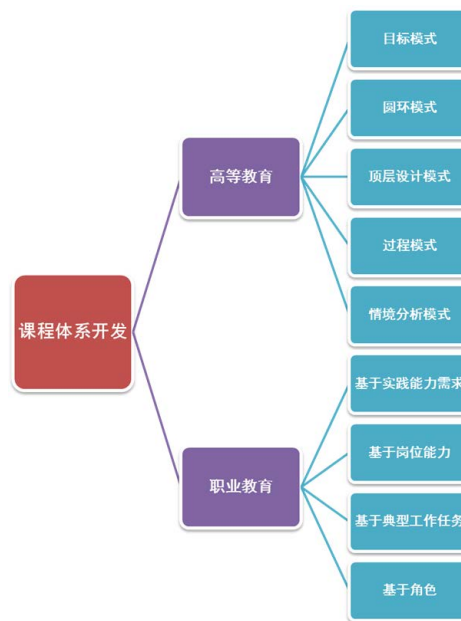 课程体系开发
高等教育
目标模式
圆环模式
顶层设计模式
过程模式
情境分析模式
职业教育
基于实践能力需求
基于岗位能力
基于典型工作任务
基于角色